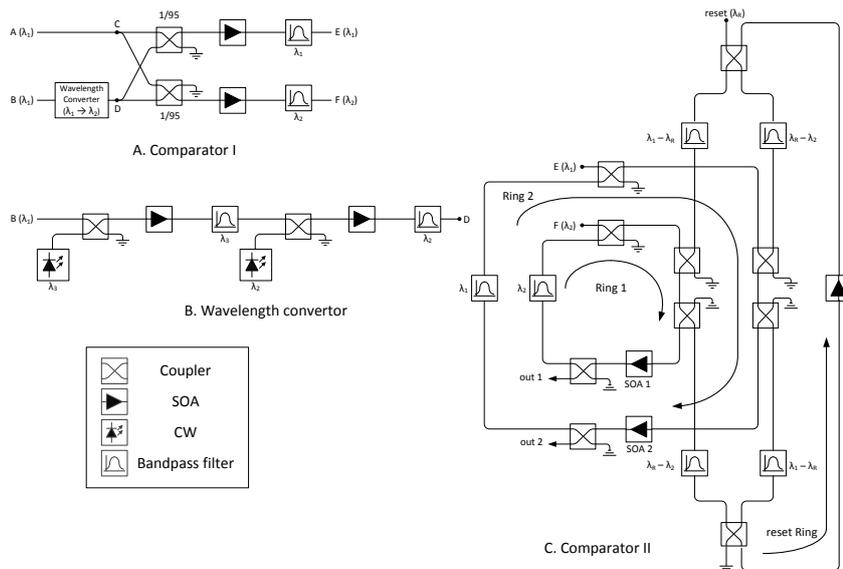 1/95
A (λ₁)
C
E (λ₁)
λ₁
B (λ₁)
Wavelength
Converter
(λ₁ → λ₂)
D
1/95
F (λ₂)
λ₂
A. Comparator I
B (λ₁)
λ₃
λ₃
λ₂
λ₂
D
B. Wavelength convertor
Coupler
SOA
CW
Bandpass filter
reset (λR)
λ₁ – λR
λR – λ₂
E (λ₁)
Ring 2
F (λ₂)
λ₁
λ₂
Ring 1
out 1
SOA 1
out 2
SOA 2
λR – λ₂
λ₁ – λR
reset Ring
C. Comparator II